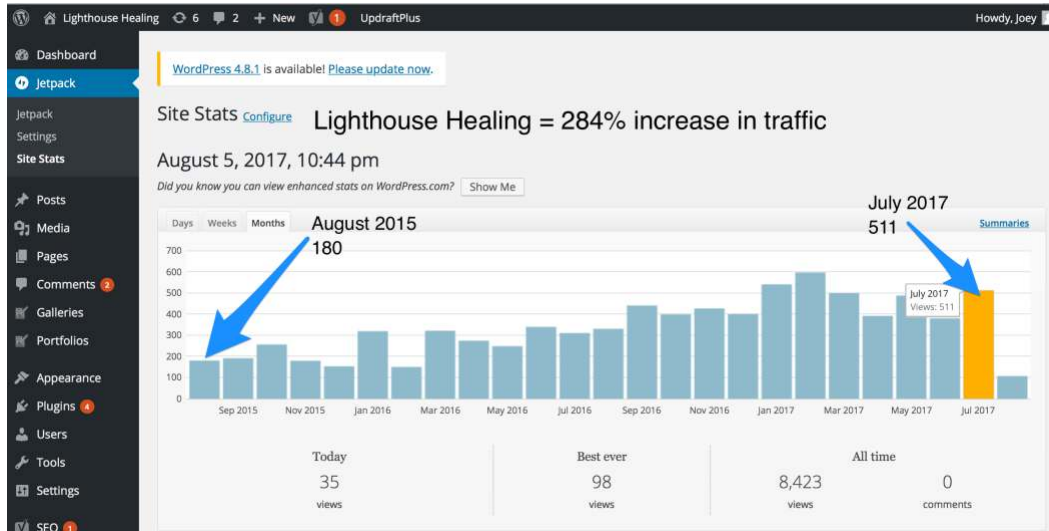 Lighthouse Healing 6 2 + New 1 UpdraftPlus Howdy, Joey
Dashboard
Jetpack
Jetpack
Settings
Site Stats
Posts
Media
Pages
Comments 2
Galleries
Portfolios
Appearance
Plugins 4
Users
Tools
Settings
SEO 1
WordPress 4.8.1 is available! Please update now.
Site Stats Configure
Lighthouse Healing = 284% increase in traffic
August 5, 2017, 10:44 pm
Did you know you can view enhanced stats on WordPress.com? Show Me
Days Weeks Months
Summaries
August 2015
180
July 2017
511
700
600
500
400
300
200
100
0
July 2017
Views: 511
Sep 2015 Nov 2015 Jan 2016 Mar 2016 May 2016 Jul 2016 Sep 2016 Nov 2016 Jan 2017 Mar 2017 May 2017 Jul 2017
Today Best ever All time
35 98 8,423 0
views views views comments